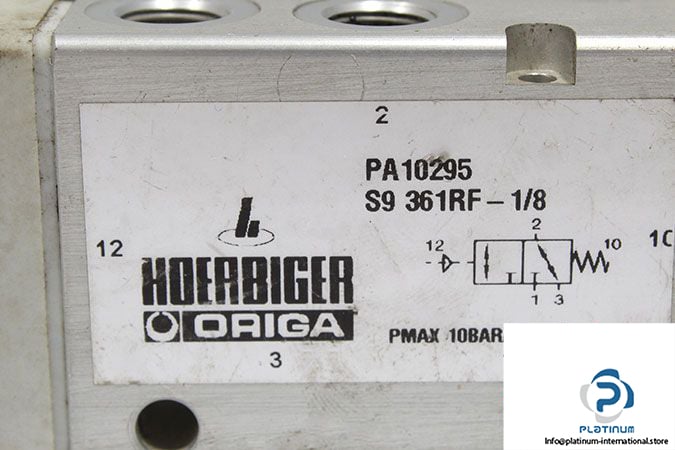 2
PA10295
S9 361RF - 1/8
12
HOERBIGER
ORIGA
3
12
2
10
1 3
PMAX 10BAR
PLATINUM
Info@platinum-international.store